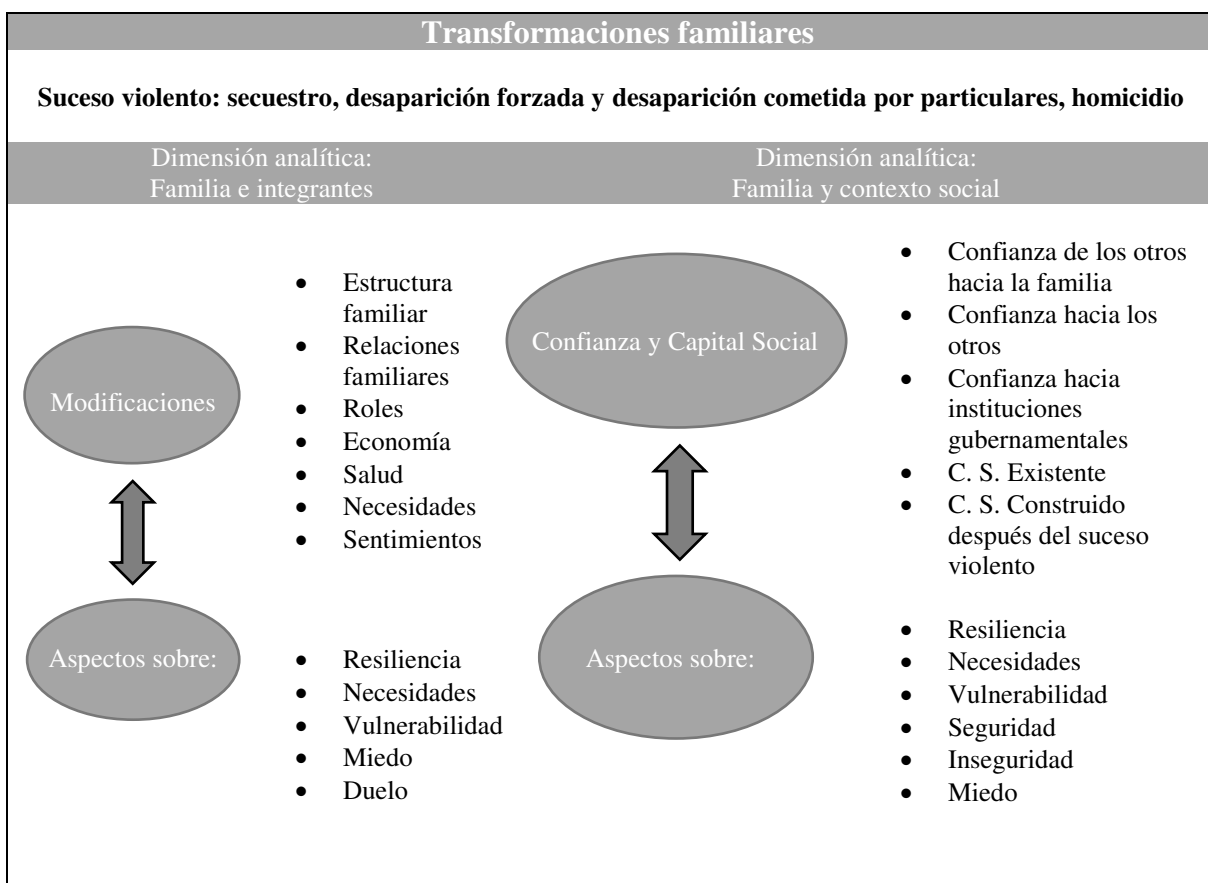 Transformaciones familiares
Suceso violento: secuestro, desaparición forzada y desaparición cometida por particulares, homicidio
Dimensión analítica:
Familia e integrantes
Dimensión analítica:
Familia y contexto social
Modificaciones
• Estructura
familiar
• Relaciones
familiares
• Roles
• Economía
• Salud
• Necesidades
• Sentimientos
Aspectos sobre:
• Resiliencia
• Necesidades
• Vulnerabilidad
• Miedo
• Duelo
Confianza y Capital Social
• Confianza de los otros
hacia la familia
• Confianza hacia los
otros
• Confianza hacia
instituciones
gubernamentales
• C. S. Existente
• C. S. Construido
después del suceso
violento
Aspectos sobre:
• Resiliencia
• Necesidades
• Vulnerabilidad
• Seguridad
• Inseguridad
• Miedo